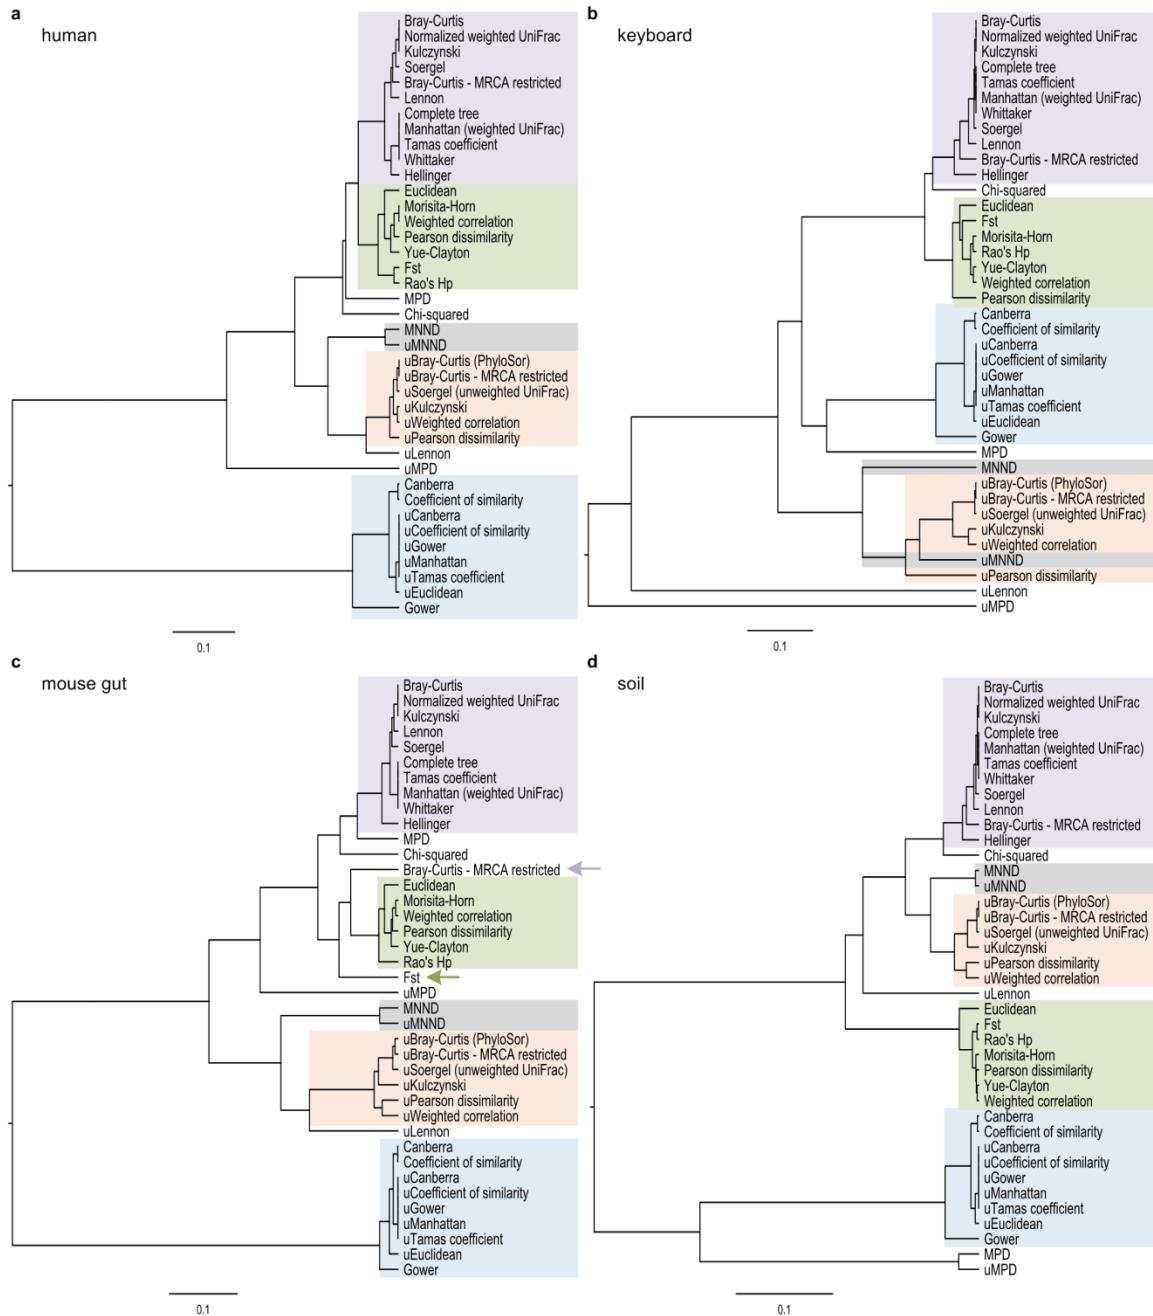 a
human
Bray-Curtis
Normalized weighted UniFrac
Kulczynski
Soergel
Bray-Curtis - MRCA restricted
Lennon
Complete tree
Manhattan (weighted UniFrac)
Tamas coefficient
Whittaker
Hellinger
Euclidean
Morisita-Horn
Weighted correlation
Pearson dissimilarity
Yue-Clayton
Fst
Rao's Hp
MPD
Chi-squared
MNND
uMNND
uBray-Curtis (PhyloSor)
uBray-Curtis - MRCA restricted
uSoergel (unweighted UniFrac)
uKulczynski
uWeighted correlation
uPearson dissimilarity
uLennon
uMPD
Canberra
Coefficient of similarity
uCanberra
uCoefficient of similarity
uGower
uManhattan
uTamas coefficient
uEuclidean
Gower
0.1
b
keyboard
Bray-Curtis
Normalized weighted UniFrac
Kulczynski
Complete tree
Tamas coefficient
Manhattan (weighted UniFrac)
Whittaker
Soergel
Lennon
Bray-Curtis - MRCA restricted
Hellinger
Chi-squared
Euclidean
Fst
Morisita-Horn
Rao's Hp
Yue-Clayton
Weighted correlation
Pearson dissimilarity
Canberra
Coefficient of similarity
uCanberra
uCoefficient of similarity
uGower
uManhattan
uTamas coefficient
uEuclidean
Gower
MPD
MNND
uBray-Curtis (PhyloSor)
uBray-Curtis - MRCA restricted
uSoergel (unweighted UniFrac)
uKulczynski
uWeighted correlation
uMNND
uPearson dissimilarity
uLennon
uMPD
0.1
c
mouse gut
Bray-Curtis
Normalized weighted UniFrac
Kulczynski
Lennon
Soergel
Complete tree
Tamas coefficient
Manhattan (weighted UniFrac)
Whittaker
Hellinger
MPD
Chi-squared
Bray-Curtis - MRCA restricted
Euclidean
Morisita-Horn
Weighted correlation
Pearson dissimilarity
Yue-Clayton
Rao's Hp
Fst
uMPD
MNND
uMNND
uBray-Curtis (PhyloSor)
uBray-Curtis - MRCA restricted
uSoergel (unweighted UniFrac)
uKulczynski
uPearson dissimilarity
uWeighted correlation
uLennon
Canberra
Coefficient of similarity
uCanberra
uCoefficient of similarity
uGower
uManhattan
uTamas coefficient
uEuclidean
Gower
0.1
d
soil
Bray-Curtis
Normalized weighted UniFrac
Kulczynski
Complete tree
Manhattan (weighted UniFrac)
Tamas coefficient
Whittaker
Soergel
Lennon
Bray-Curtis - MRCA restricted
Hellinger
Chi-squared
MNND
uMNND
uBray-Curtis (PhyloSor)
uBray-Curtis - MRCA restricted
uSoergel (unweighted UniFrac)
uKulczynski
uPearson dissimilarity
uWeighted correlation
uLennon
Euclidean
Fst
Rao's Hp
Morisita-Horn
Pearson dissimilarity
Yue-Clayton
Weighted correlation
Canberra
Coefficient of similarity
uCanberra
uCoefficient of similarity
uGower
uManhattan
uTamas coefficient
uEuclidean
Gower
MPD
uMPD
0.1